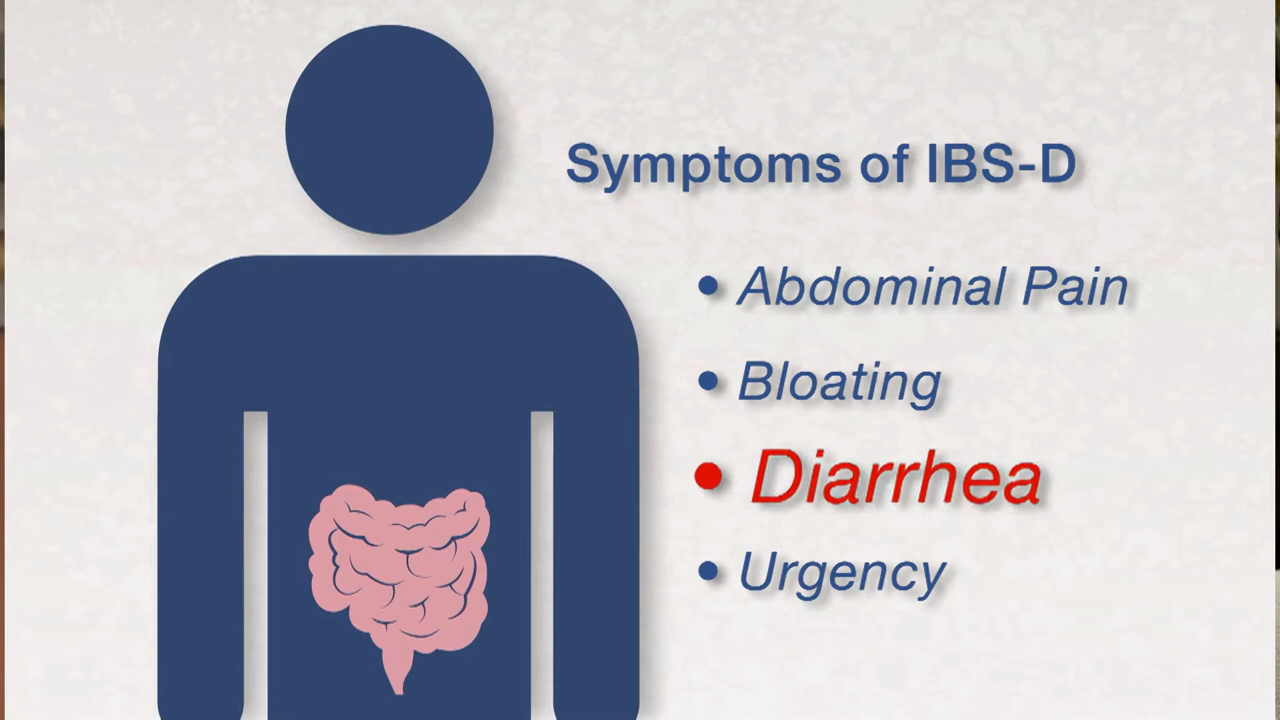 Symptoms of IBS-D
• Abdominal Pain
• Bloating
• Diarrhea
• Urgency